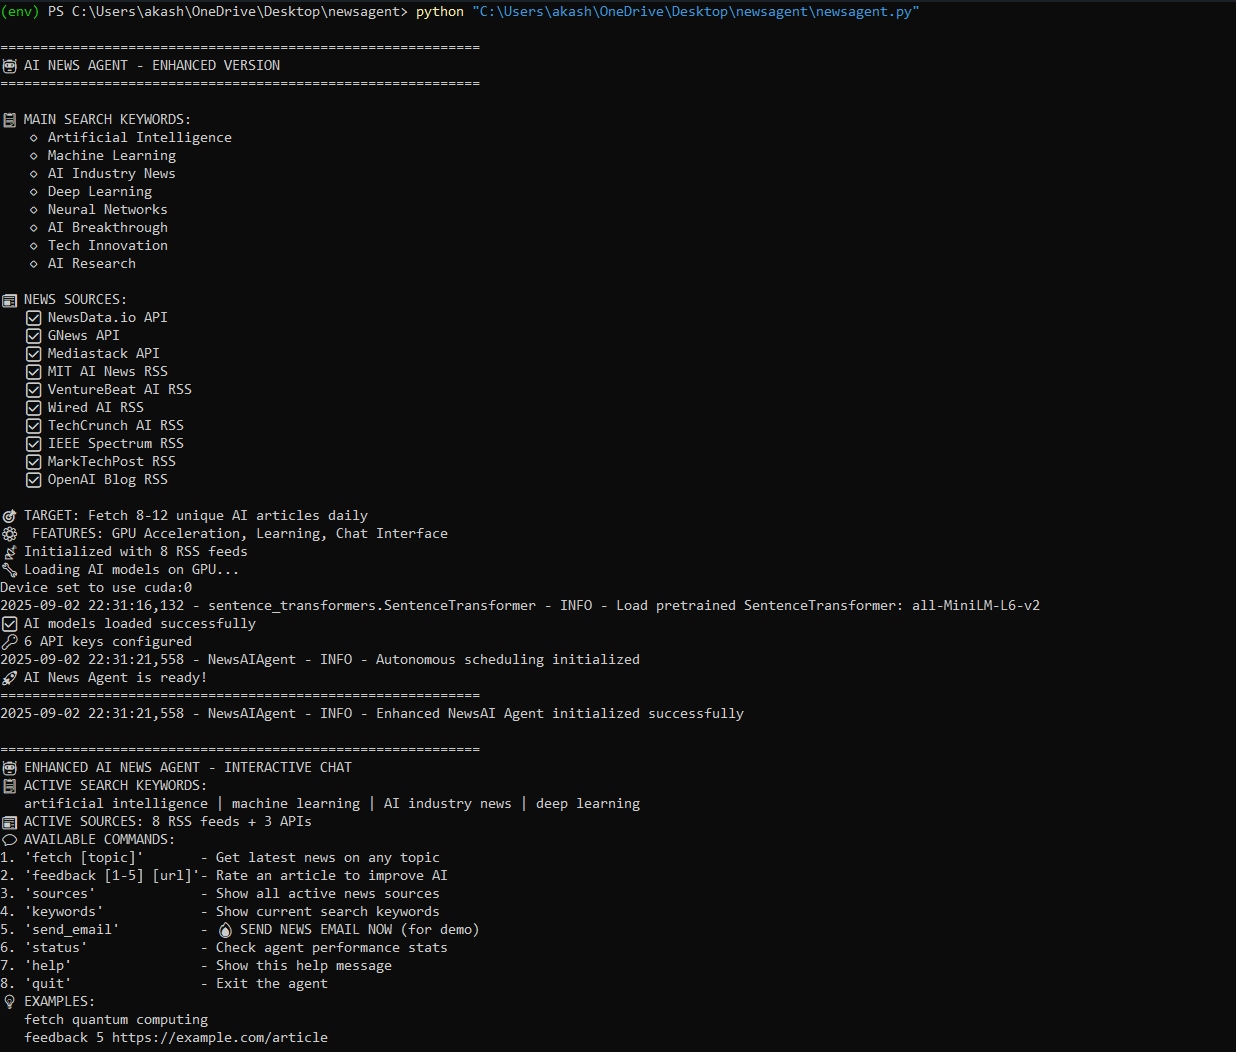 (env) PS C:\Users\akash\OneDrive\Desktop\newsagent> python "C:\Users\akash\OneDrive\Desktop\newsagent\newsagent.py"
============================================================
🤖 AI NEWS AGENT - ENHANCED VERSION
============================================================
📋 MAIN SEARCH KEYWORDS:
🔹 Artificial Intelligence
🔹 Machine Learning
🔹 AI Industry News
🔹 Deep Learning
🔹 Neural Networks
🔹 AI Breakthrough
🔹 Tech Innovation
🔹 AI Research
📰 NEWS SOURCES:
✅ NewsData.io API
✅ GNews API
✅ Mediastack API
✅ MIT AI News RSS
✅ VentureBeat AI RSS
✅ Wired AI RSS
✅ TechCrunch AI RSS
✅ IEEE Spectrum RSS
✅ MarkTechPost RSS
✅ OpenAI Blog RSS
🎯 TARGET: Fetch 8-12 unique AI articles daily
⚙️ FEATURES: GPU Acceleration, Learning, Chat Interface
📡 Initialized with 8 RSS feeds
🔧 Loading AI models on GPU...
Device set to use cuda:0
2025-09-02 22:31:16,132 - sentence_transformers.SentenceTransformer - INFO - Load pretrained SentenceTransformer: all-MiniLM-L6-v2
✅ AI models loaded successfully
🔑 6 API keys configured
2025-09-02 22:31:21,558 - NewsAIAgent - INFO - Autonomous scheduling initialized
🚀 AI News Agent is ready!
============================================================
2025-09-02 22:31:21,558 - NewsAIAgent - INFO - Enhanced NewsAI Agent initialized successfully
============================================================
🤖 ENHANCED AI NEWS AGENT - INTERACTIVE CHAT
📋 ACTIVE SEARCH KEYWORDS:
artificial intelligence | machine learning | AI industry news | deep learning
📰 ACTIVE SOURCES: 8 RSS feeds + 3 APIs
💬 AVAILABLE COMMANDS:
1. 'fetch [topic]' - Get latest news on any topic
2. 'feedback [1-5] [url]'- Rate an article to improve AI
3. 'sources' - Show all active news sources
4. 'keywords' - Show current search keywords
5. 'send_email' - 🔥 SEND NEWS EMAIL NOW (for demo)
6. 'status' - Check agent performance stats
7. 'help' - Show this help message
8. 'quit' - Exit the agent
💡 EXAMPLES:
fetch quantum computing
feedback 5 https://example.com/article